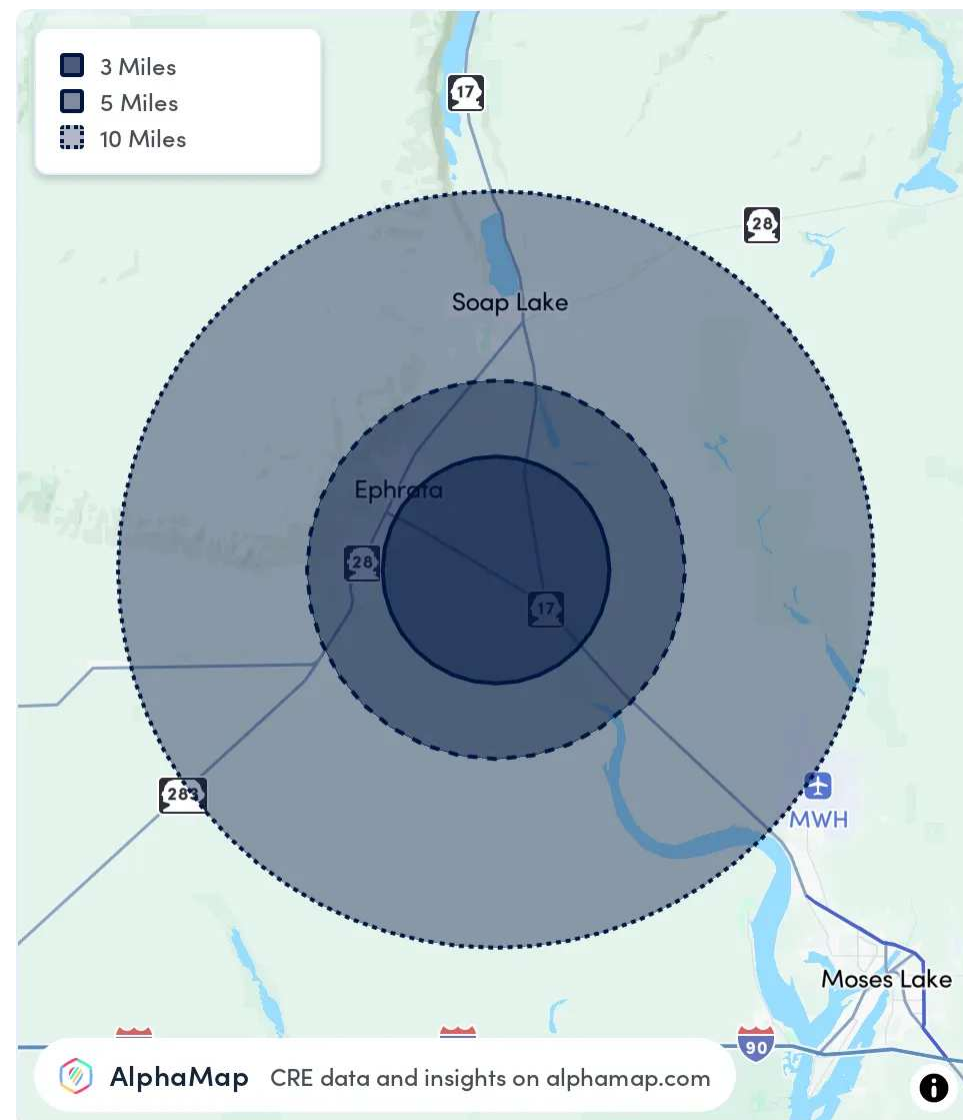 3 Miles
5 Miles
10 Miles
17
28
Soap Lake
Ephrata
28
17
283
MWH
Moses Lake
90
AlphaMap CRE data and insights on alphamap.com